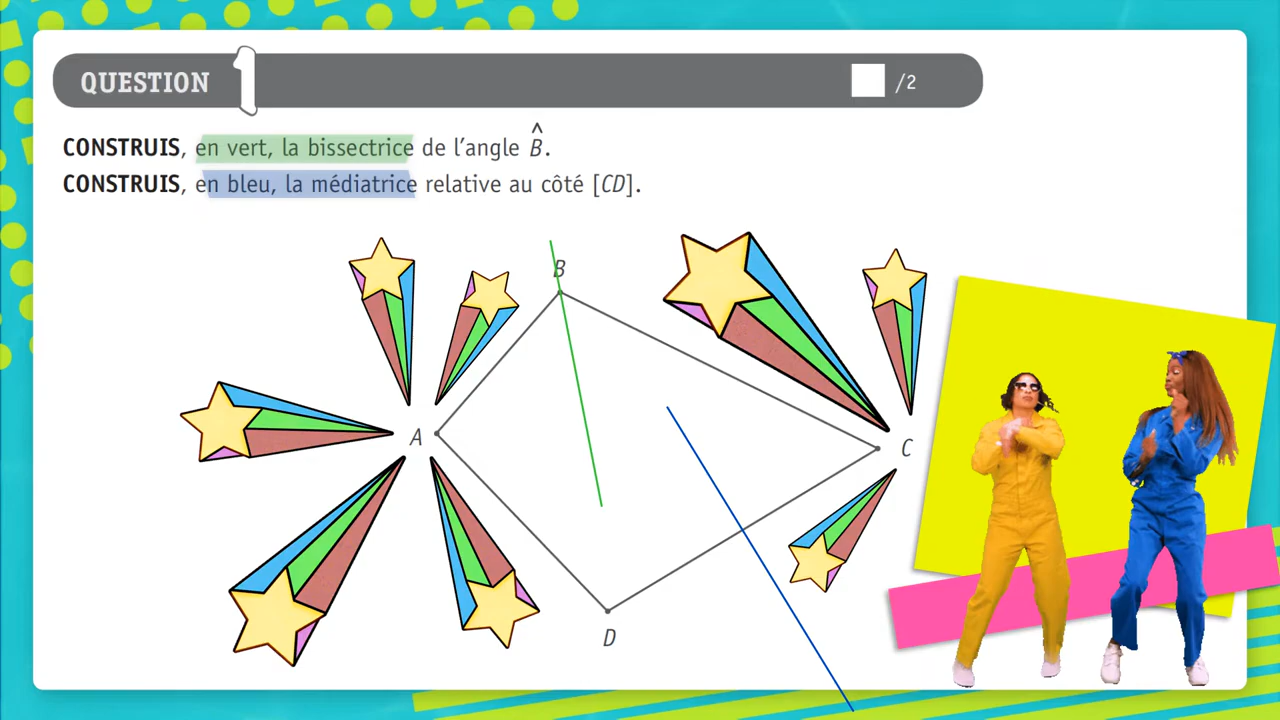 QUESTION 1 /2
CONSTRUIS, en vert, la bissectrice de l’angle B̂.
CONSTRUIS, en bleu, la médiatrice relative au côté [CD].
B
A
C
D